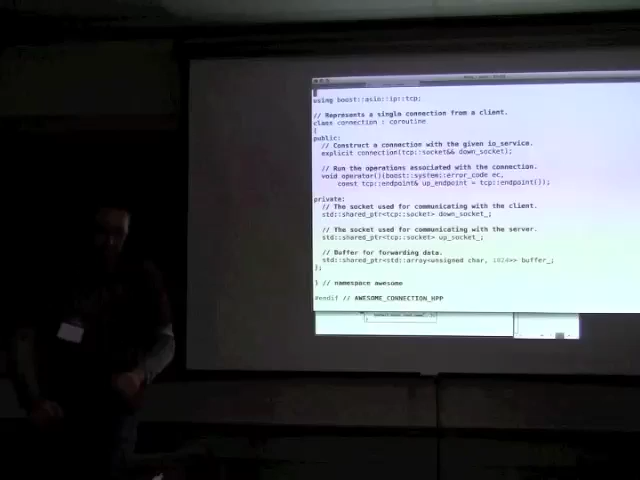 using boost::asio::ip::tcp;
// Represents a single connection from a client.
class connection : coroutine
{
public:
// Construct a connection with the given io_service.
explicit connection(tcp::socket&& down_socket);
// Run the operations associated with the connection.
void operator()(boost::system::error_code ec,
const tcp::endpoint& up_endpoint = tcp::endpoint());
private:
// The socket used for communicating with the client.
std::shared_ptr<tcp::socket> down_socket_;
// The socket used for communicating with the server.
std::shared_ptr<tcp::socket> up_socket_;
// Buffer for forwarding data.
std::shared_ptr<std::array<unsigned char, 1024>> buffer_;
};
} // namespace awesome
#endif // AWESOME_CONNECTION_HPP